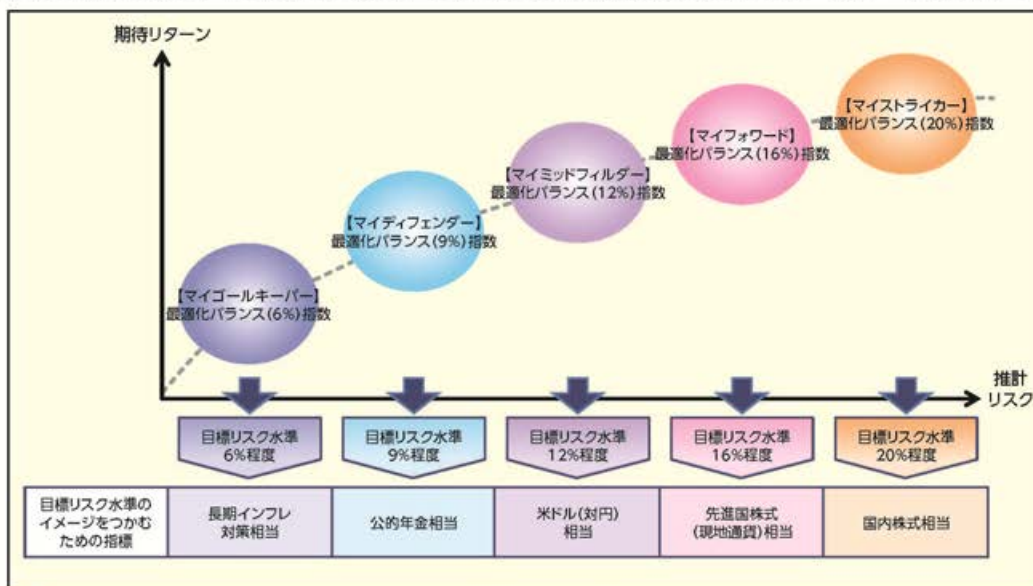 期待リターン
【マイストライカー】
最適化バランス(20%)指数
【マイフォワード】
最適化バランス(16%)指数
【マイミッドフィルダー】
最適化バランス(12%)指数
【マイディフェンダー】
最適化バランス(9%)指数
【マイゴールキーパー】
最適化バランス(6%)指数
推計
リスク
目標リスク水準
6%程度
目標リスク水準
9%程度
目標リスク水準
12%程度
目標リスク水準
16%程度
目標リスク水準
20%程度
目標リスク水準の
イメージをつかむ
ための指標
長期インフレ
対策相当
公的年金相当
米ドル(対円)
相当
先進国株式
(現地通貨)相当
国内株式相当